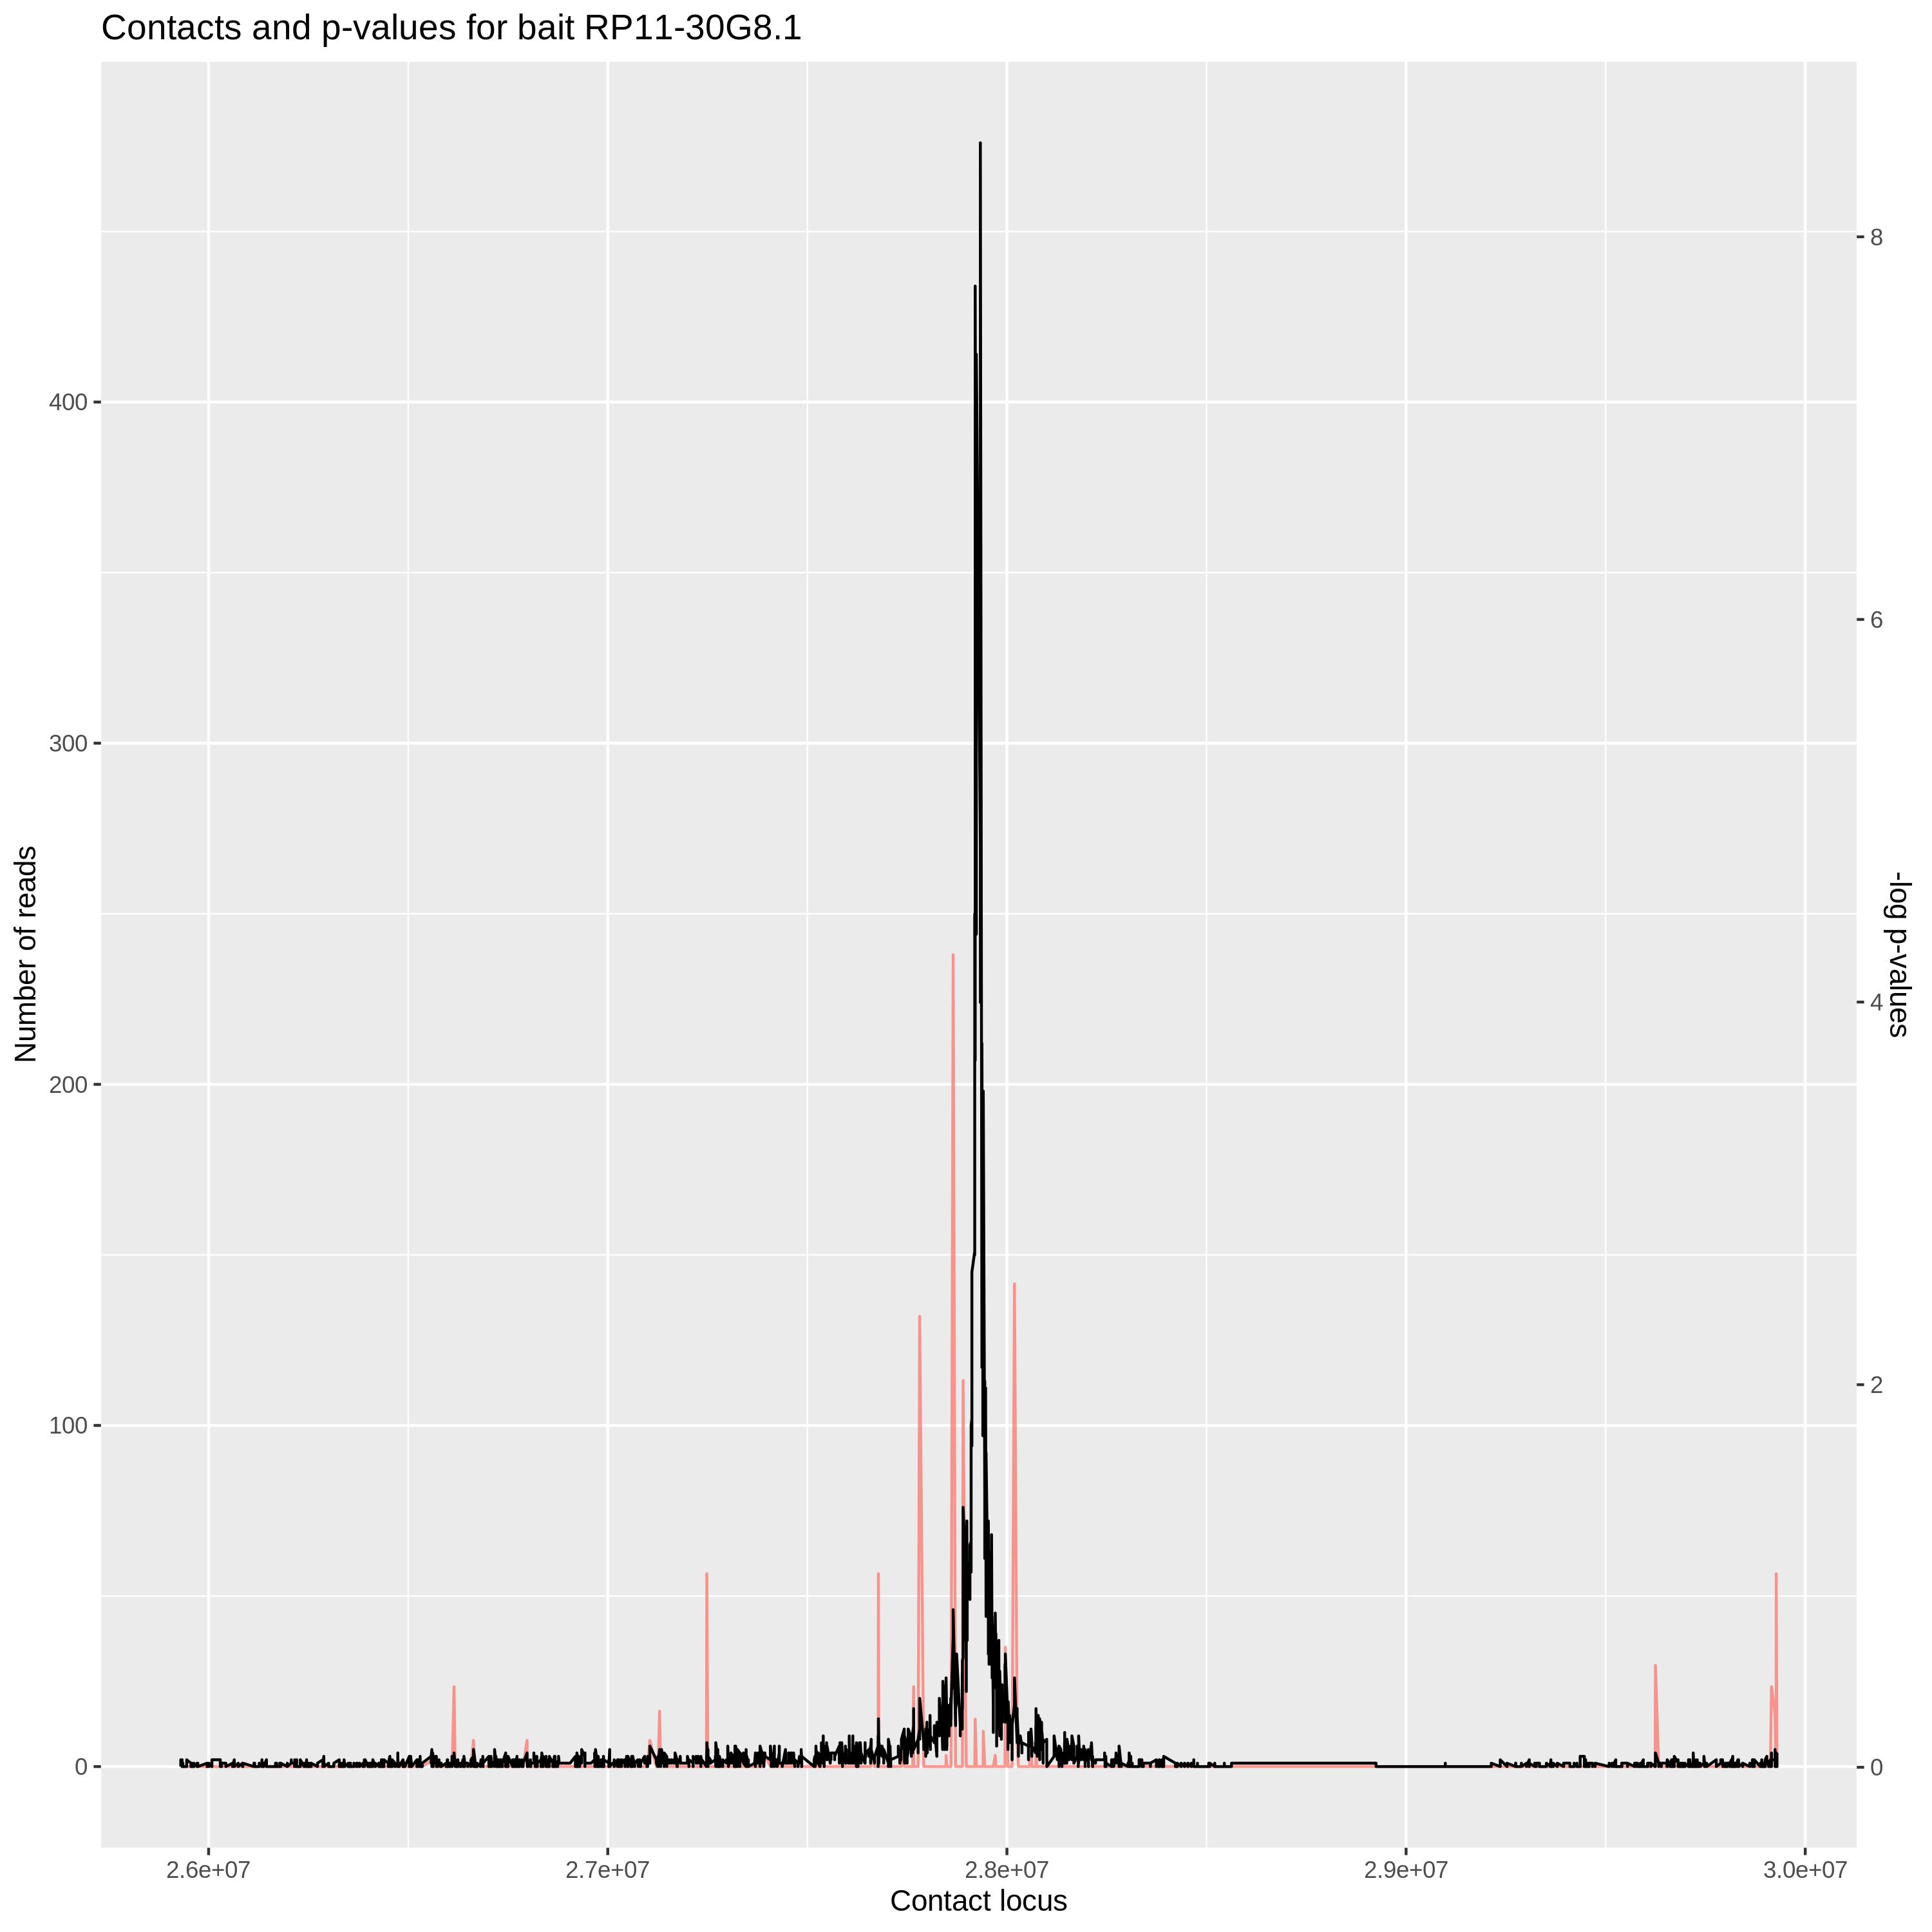 Contacts and p-values for bait RP11-30G8.1
Number of reads
400
300
200
100
0
8
6
4
2
0
-log p-values
2.6e+07
2.7e+07
2.8e+07
2.9e+07
3.0e+07
Contact locus